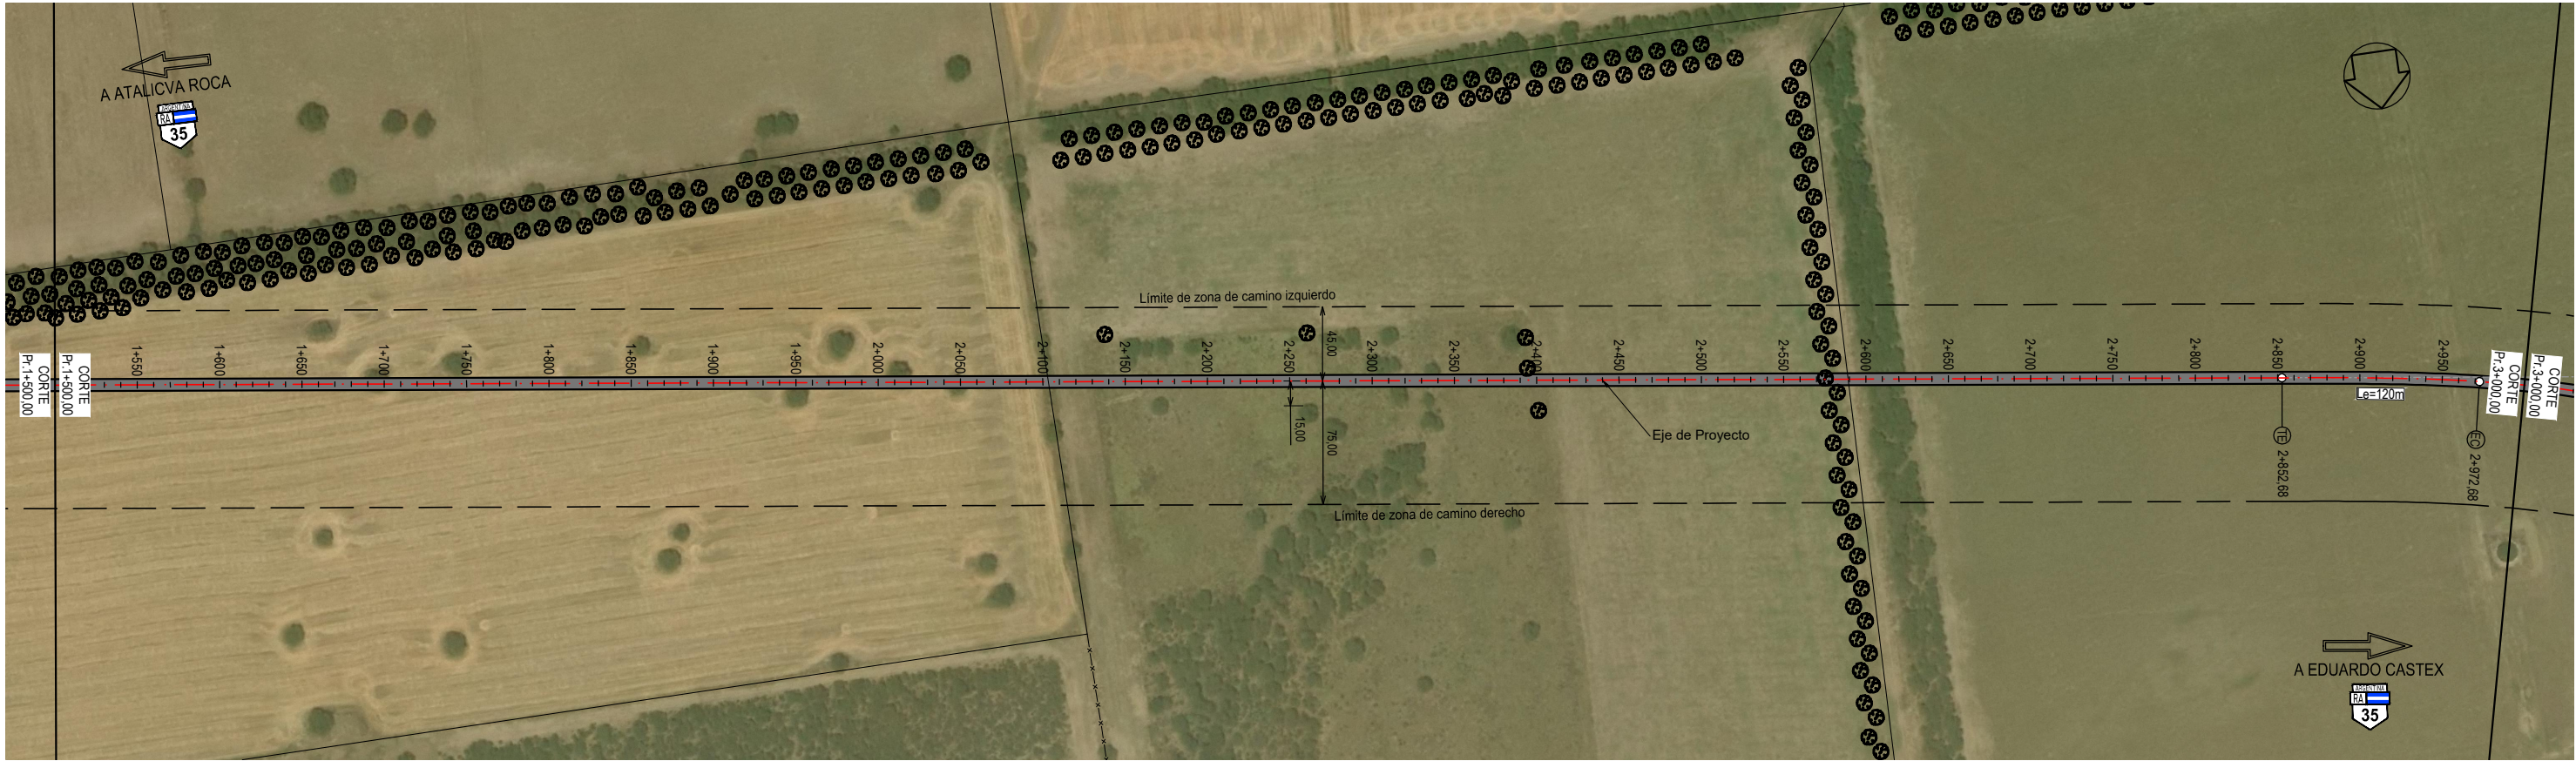 A ATALICVA ROCA
ARGENTINA
RA
35
CORTE
Pr.1+500,00
CORTE
Pr.1+500,00
1+550
1+600
1+650
1+700
1+750
1+800
1+850
1+900
1+950
2+000
2+050
2+100
2+150
2+200
2+250
2+300
2+350
2+400
2+450
2+500
2+550
2+600
2+650
2+700
2+750
2+800
2+850
2+900
2+950
Límite de zona de camino izquierdo
45,00
15,00
75,00
Límite de zona de camino derecho
Eje de Proyecto
Le=120m
TE 2+852,68
EC 2+972,68
CORTE
Pr.3+000,00
CORTE
Pr.3+000,00
A EDUARDO CASTEX
ARGENTINA
RA
35